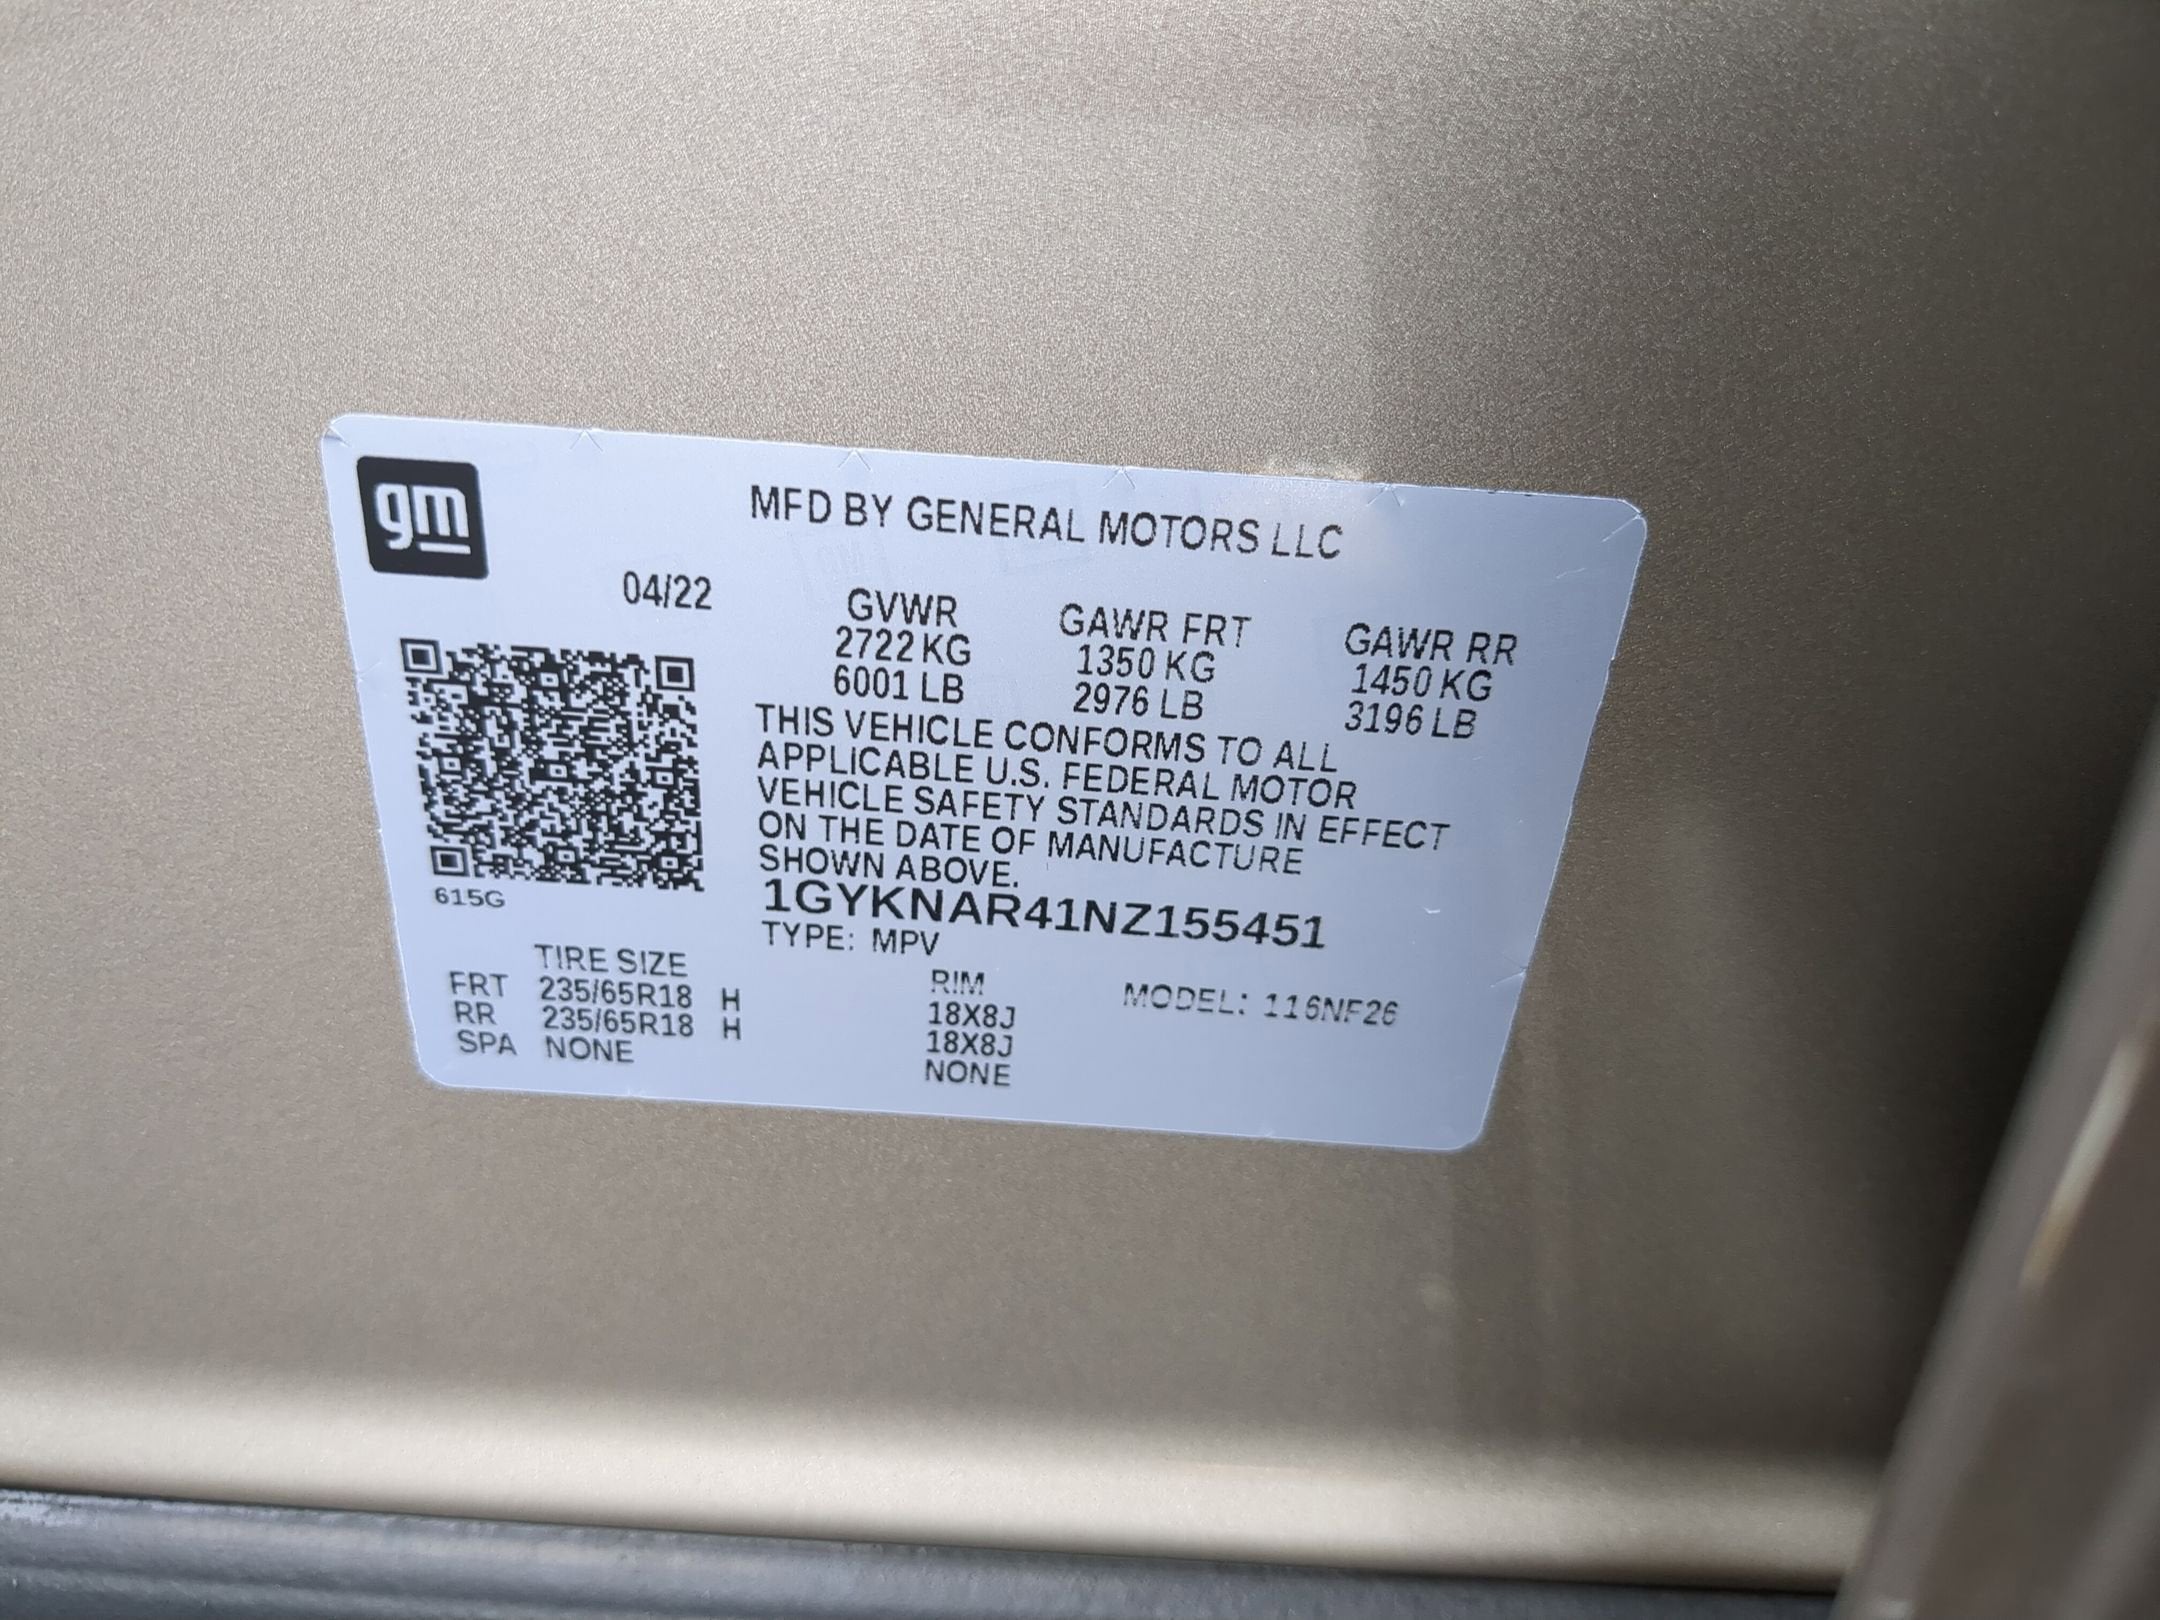 gm
MFD BY GENERAL MOTORS LLC
04/22
GVWR GAWR FRT GAWR RR
2722 KG 1350 KG 1450 KG
6001 LB 2976 LB 3196 LB
THIS VEHICLE CONFORMS TO ALL
APPLICABLE U.S. FEDERAL MOTOR
VEHICLE SAFETY STANDARDS IN EFFECT
ON THE DATE OF MANUFACTURE
SHOWN ABOVE.
615G
1GYKNAR41NZ155451
TYPE: MPV
TIRE SIZE RIM MODEL: 116NF26
FRT 235/65R18 H 18X8J
RR 235/65R18 H 18X8J
SPA NONE NONE